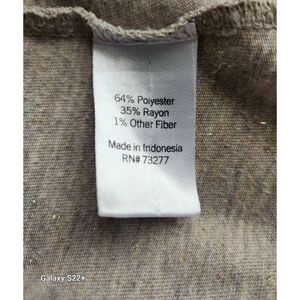 64% Polyester
35% Rayon
1% Other Fiber
Made in Indonesia
RN# 73277
Galaxy S22+